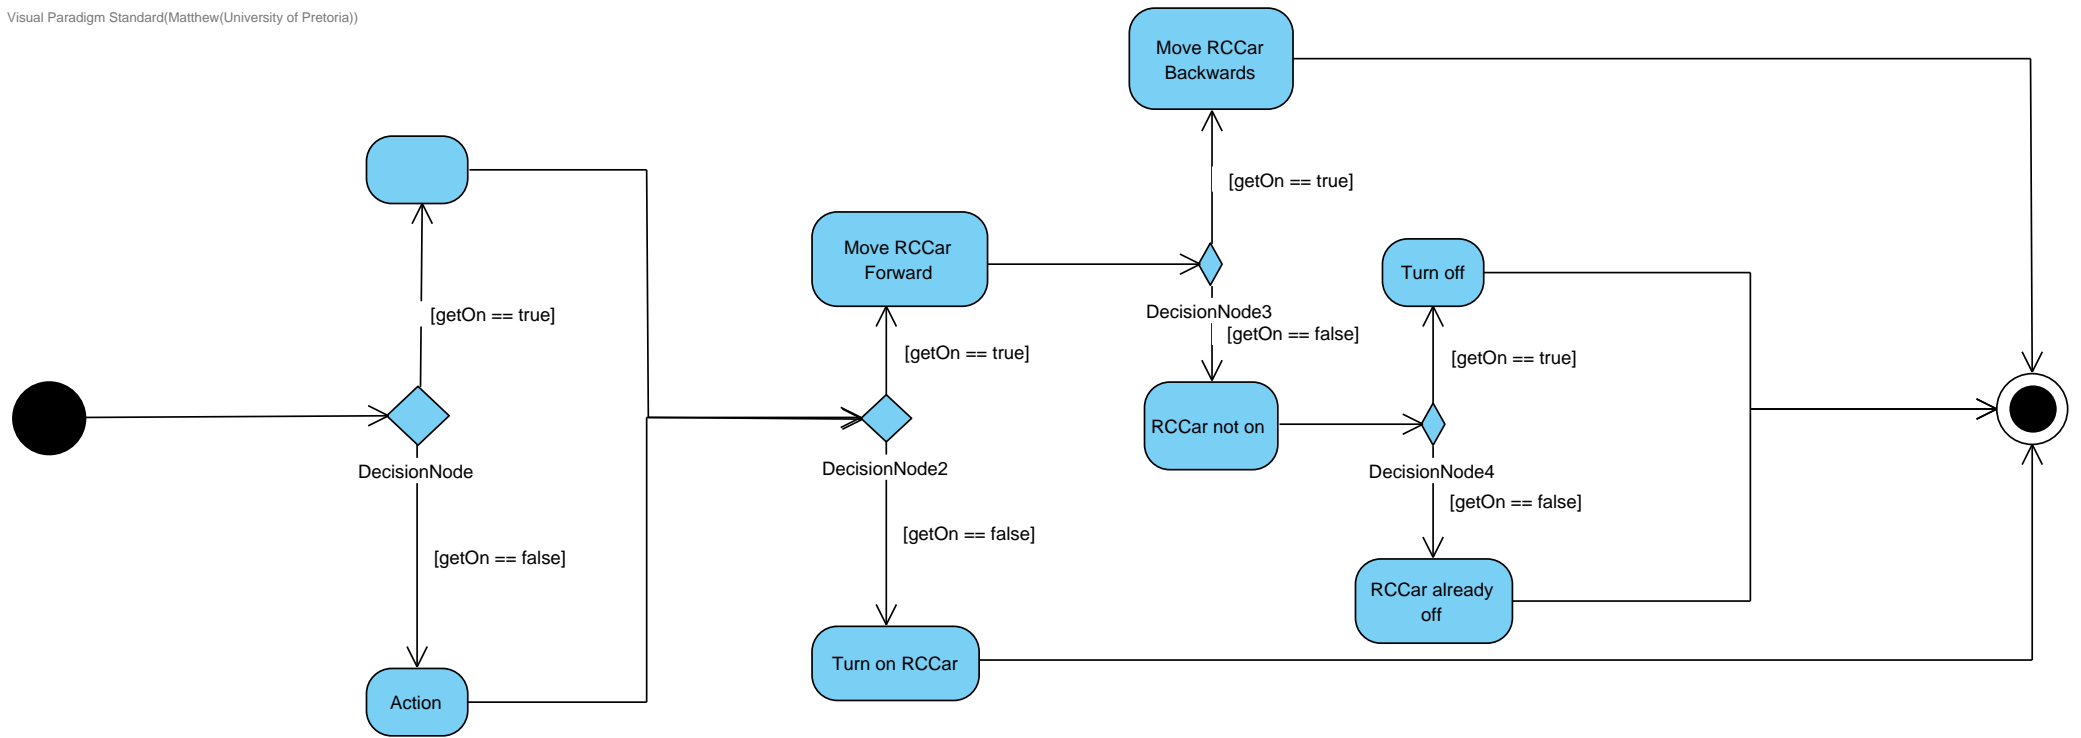 Visual Paradigm Standard(Matthew(University of Pretoria))
Move RCCar
Backwards
[getOn == true]
Move RCCar
Forward
Turn off
DecisionNode3
[getOn == true]
[getOn == false]
[getOn == true]
[getOn == true]
RCCar not on
DecisionNode
DecisionNode2
DecisionNode4
[getOn == false]
[getOn == false]
[getOn == false]
RCCar already
off
Turn on RCCar
Action